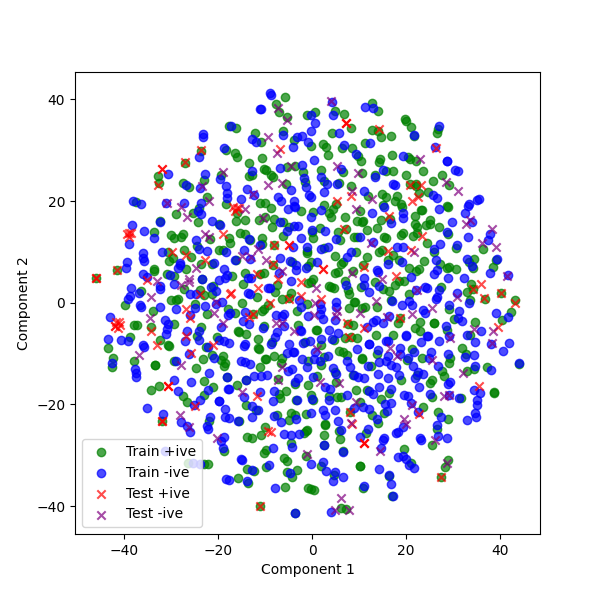 40
20
0
−20
−40
Component 2
Train +ive
Train -ive
Test +ive
Test -ive
−40 −20 0 20 40
Component 1